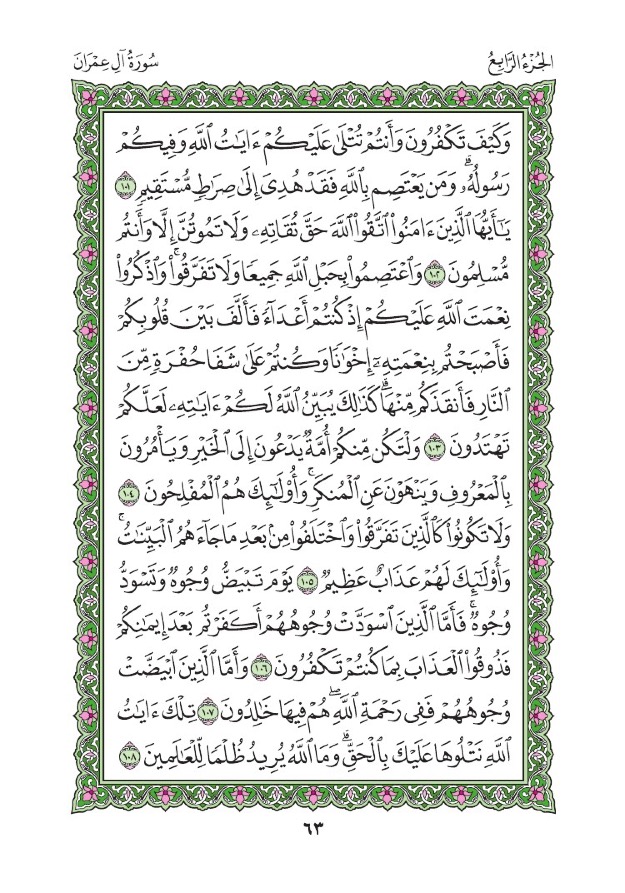 الجُزْءُ الرَّابِعُ
سُورَةُ آلِ عِمْرَانَ
وَكَيْفَ تَكْفُرُونَ وَأَنتُمْ تُتْلَىٰ عَلَيْكُمْ ءَايَٰتُ ٱللَّهِ وَفِيكُمْ
رَسُولُهُۥۗ وَمَن يَعْتَصِم بِٱللَّهِ فَقَدْ هُدِىَ إِلَىٰ صِرَٰطٍ مُّسْتَقِيمٍ ١٠١
يَٰٓأَيُّهَا ٱلَّذِينَ ءَامَنُوا۟ ٱتَّقُوا۟ ٱللَّهَ حَقَّ تُقَاتِهِۦ وَلَا تَمُوتُنَّ إِلَّا وَأَنتُم
مُّسْلِمُونَ ١٠٢ وَٱعْتَصِمُوا۟ بِحَبْلِ ٱللَّهِ جَمِيعًا وَلَا تَفَرَّقُوا۟ۚ وَٱذْكُرُوا۟
نِعْمَتَ ٱللَّهِ عَلَيْكُمْ إِذْ كُنتُمْ أَعْدَآءً فَأَلَّفَ بَيْنَ قُلُوبِكُمْ
فَأَصْبَحْتُم بِنِعْمَتِهِۦٓ إِخْوَٰنًا وَكُنتُمْ عَلَىٰ شَفَا حُفْرَةٍ مِّنَ
ٱلنَّارِ فَأَنقَذَكُم مِّنْهَاۗ كَذَٰلِكَ يُبَيِّنُ ٱللَّهُ لَكُمْ ءَايَٰتِهِۦ لَعَلَّكُمْ
تَهْتَدُونَ ١٠٣ وَلْتَكُن مِّنكُمْ أُمَّةٌ يَدْعُونَ إِلَى ٱلْخَيْرِ وَيَأْمُرُونَ
بِٱلْمَعْرُوفِ وَيَنْهَوْنَ عَنِ ٱلْمُنكَرِۚ وَأُو۟لَٰٓئِكَ هُمُ ٱلْمُفْلِحُونَ ١٠٤
وَلَا تَكُونُوا۟ كَٱلَّذِينَ تَفَرَّقُوا۟ وَٱخْتَلَفُوا۟ مِنۢ بَعْدِ مَا جَآءَهُمُ ٱلْبَيِّنَٰتُۚ
وَأُو۟لَٰٓئِكَ لَهُمْ عَذَابٌ عَظِيمٌ ١٠٥ يَوْمَ تَبْيَضُّ وُجُوهٌ وَتَسْوَدُّ
وُجُوهٌۚ فَأَمَّا ٱلَّذِينَ ٱسْوَدَّتْ وُجُوهُهُمْ أَكَفَرْتُم بَعْدَ إِيمَٰنِكُمْ
فَذُوقُوا۟ ٱلْعَذَابَ بِمَا كُنتُمْ تَكْفُرُونَ ١٠٦ وَأَمَّا ٱلَّذِينَ ٱبْيَضَّتْ
وُجُوهُهُمْ فَفِى رَحْمَةِ ٱللَّهِۖ هُمْ فِيهَا خَٰلِدُونَ ١٠٧ تِلْكَ ءَايَٰتُ
ٱللَّهِ نَتْلُوهَا عَلَيْكَ بِٱلْحَقِّۗ وَمَا ٱللَّهُ يُرِيدُ ظُلْمًا لِّلْعَٰلَمِينَ ١٠٨
٦٣